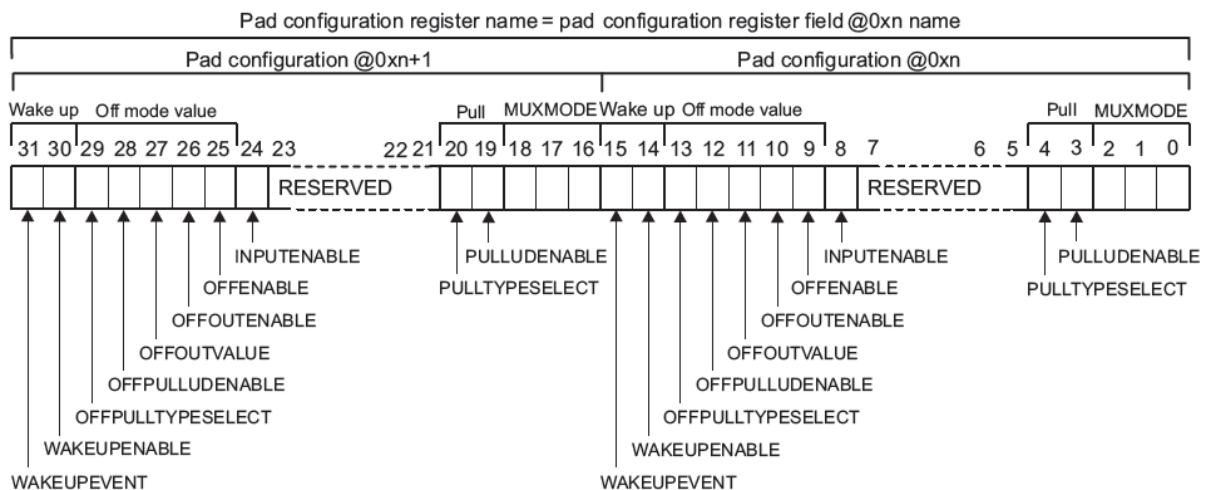 Pad configuration register name = pad configuration register field @0xn name
Pad configuration @0xn+1 Pad configuration @0xn
Wake up Off mode value Pull MUXMODE Wake up Off mode value Pull MUXMODE
31 30 29 28 27 26 25 24 23 22 21 20 19 18 17 16 15 14 13 12 11 10 9 8 7 6 5 4 3 2 1 0
RESERVED RESERVED
INPUTENABLE PULLUDENABLE INPUTENABLE PULLUDENABLE
OFFENABLE PULLTYPESELECT OFFENABLE PULLTYPESELECT
OFFOUTENABLE OFFOUTENABLE
OFFOUTVALUE OFFOUTVALUE
OFFPULLUDENABLE OFFPULLUDENABLE
OFFPULLTYPESELECT OFFPULLTYPESELECT
WAKEUPENABLE WAKEUPENABLE
WAKEUPEVENT WAKEUPEVENT